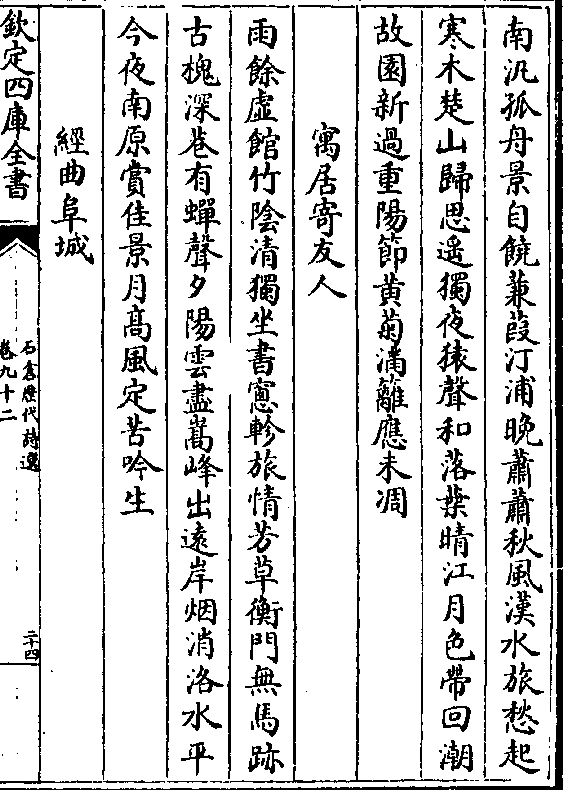 南汎孤舟景自饒蒹葭汀浦晚蕭蕭秋風漢水旅愁起
寒木楚山歸思遥獨夜猿聲和落葉晴江月色帶回潮
故園新過重陽節黄菊滿籬應未凋
寓居寄友人
雨餘虚館竹陰清獨坐書窻軫旅情芳草衡門無馬跡
古槐深巷有蟬聲夕陽雲盡嵩峰出遠岸烟消洛水平
今夜南原賞佳景月髙風定苦吟生
經曲阜城
欽定四庫全書
石倉歴代詩選
卷九十二
二十四